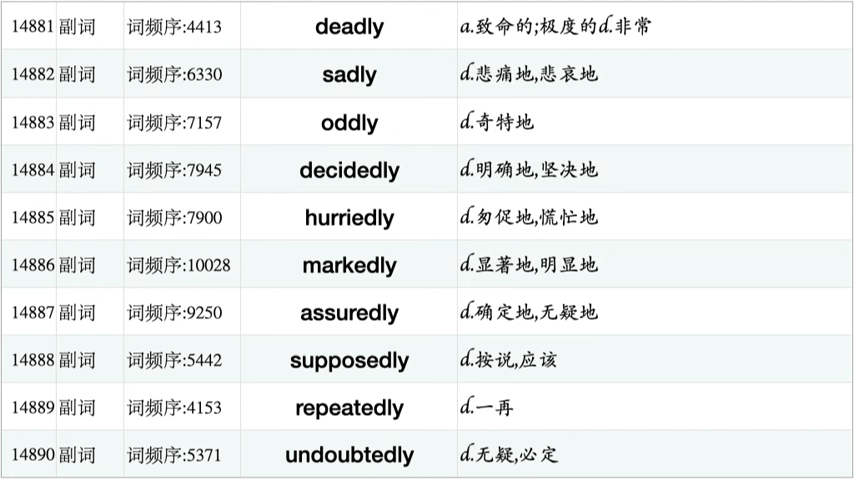 14881 副词 词频序:4413 deadly a.致命的;极度的d.非常
14882 副词 词频序:6330 sadly d.悲痛地,悲哀地
14883 副词 词频序:7157 oddly d.奇特地
14884 副词 词频序:7945 decidedly d.明确地,坚决地
14885 副词 词频序:7900 hurriedly d.匆促地,慌忙地
14886 副词 词频序:10028 markedly d.显著地,明显地
14887 副词 词频序:9250 assuredly d.确定地,无疑地
14888 副词 词频序:5442 supposedly d.按说,应该
14889 副词 词频序:4153 repeatedly d.一再
14890 副词 词频序:5371 undoubtedly d.无疑,必定